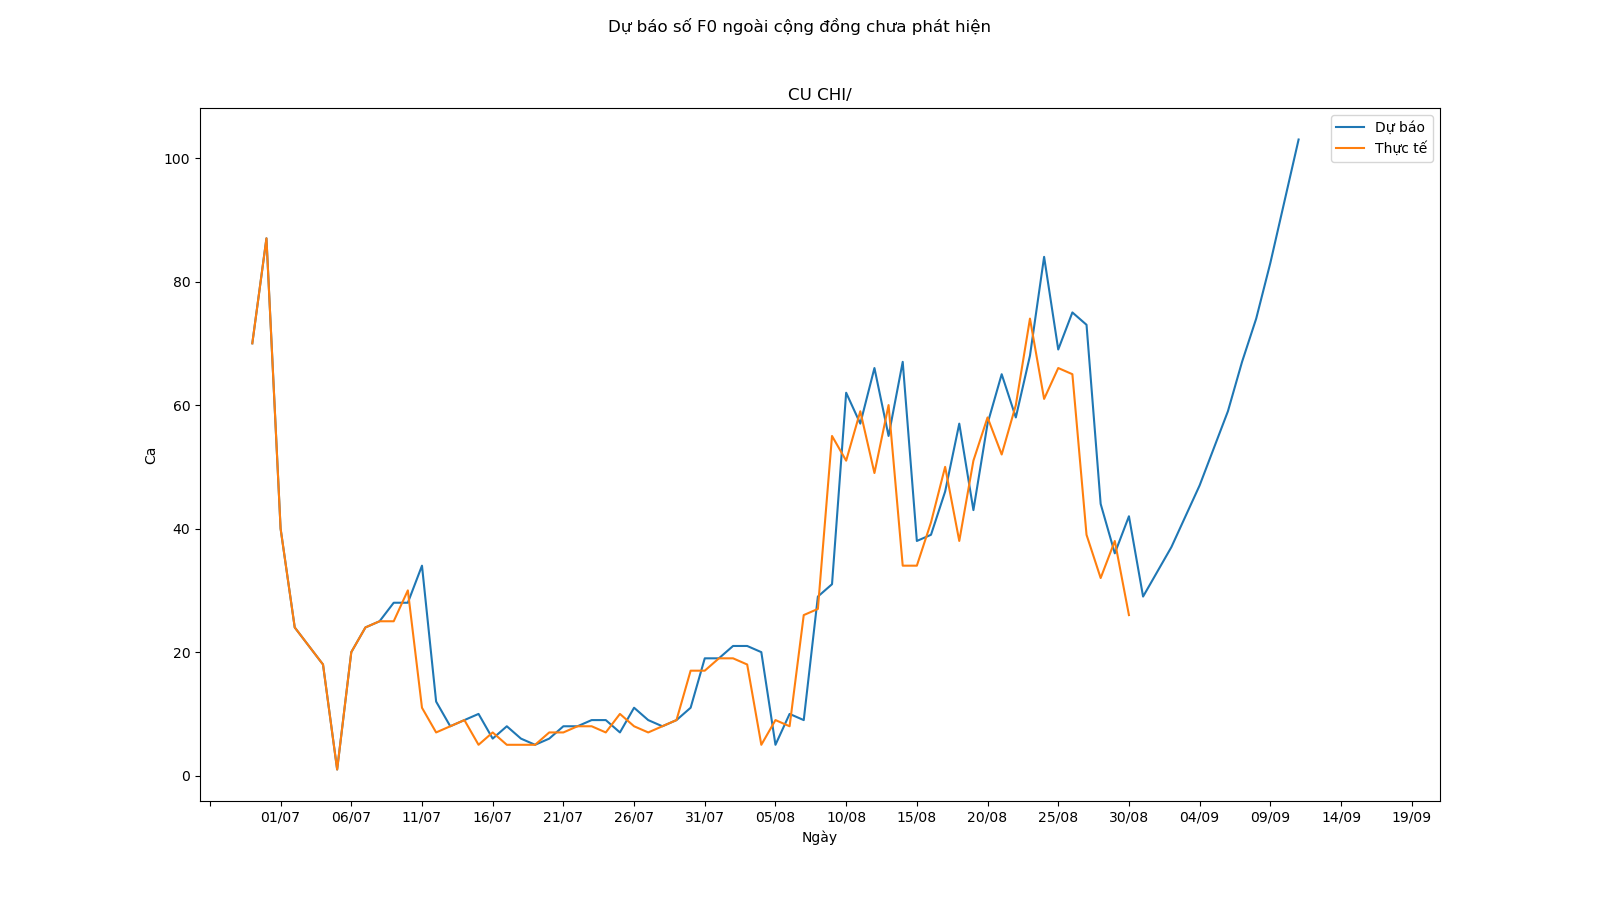 Dự báo số F0 ngoài cộng đồng chưa phát hiện
CU CHI/
Dự báo
Thực tế
100
80
60
40
20
0
Ca
01/07 06/07 11/07 16/07 21/07 26/07 31/07 05/08 10/08 15/08 20/08 25/08 30/08 04/09 09/09 14/09 19/09
Ngày